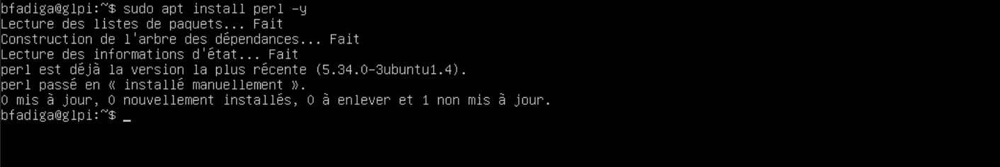 bfadiga@glpi:~$ sudo apt install perl -y
Lecture des listes de paquets... Fait
Construction de l'arbre des dépendances... Fait
Lecture des informations d'état... Fait
perl est déjà la version la plus récente (5.34.0-3ubuntu1.4).
perl passé en « installé manuellement ».
0 mis à jour, 0 nouvellement installés, 0 à enlever et 1 non mis à jour.
bfadiga@glpi:~$ _